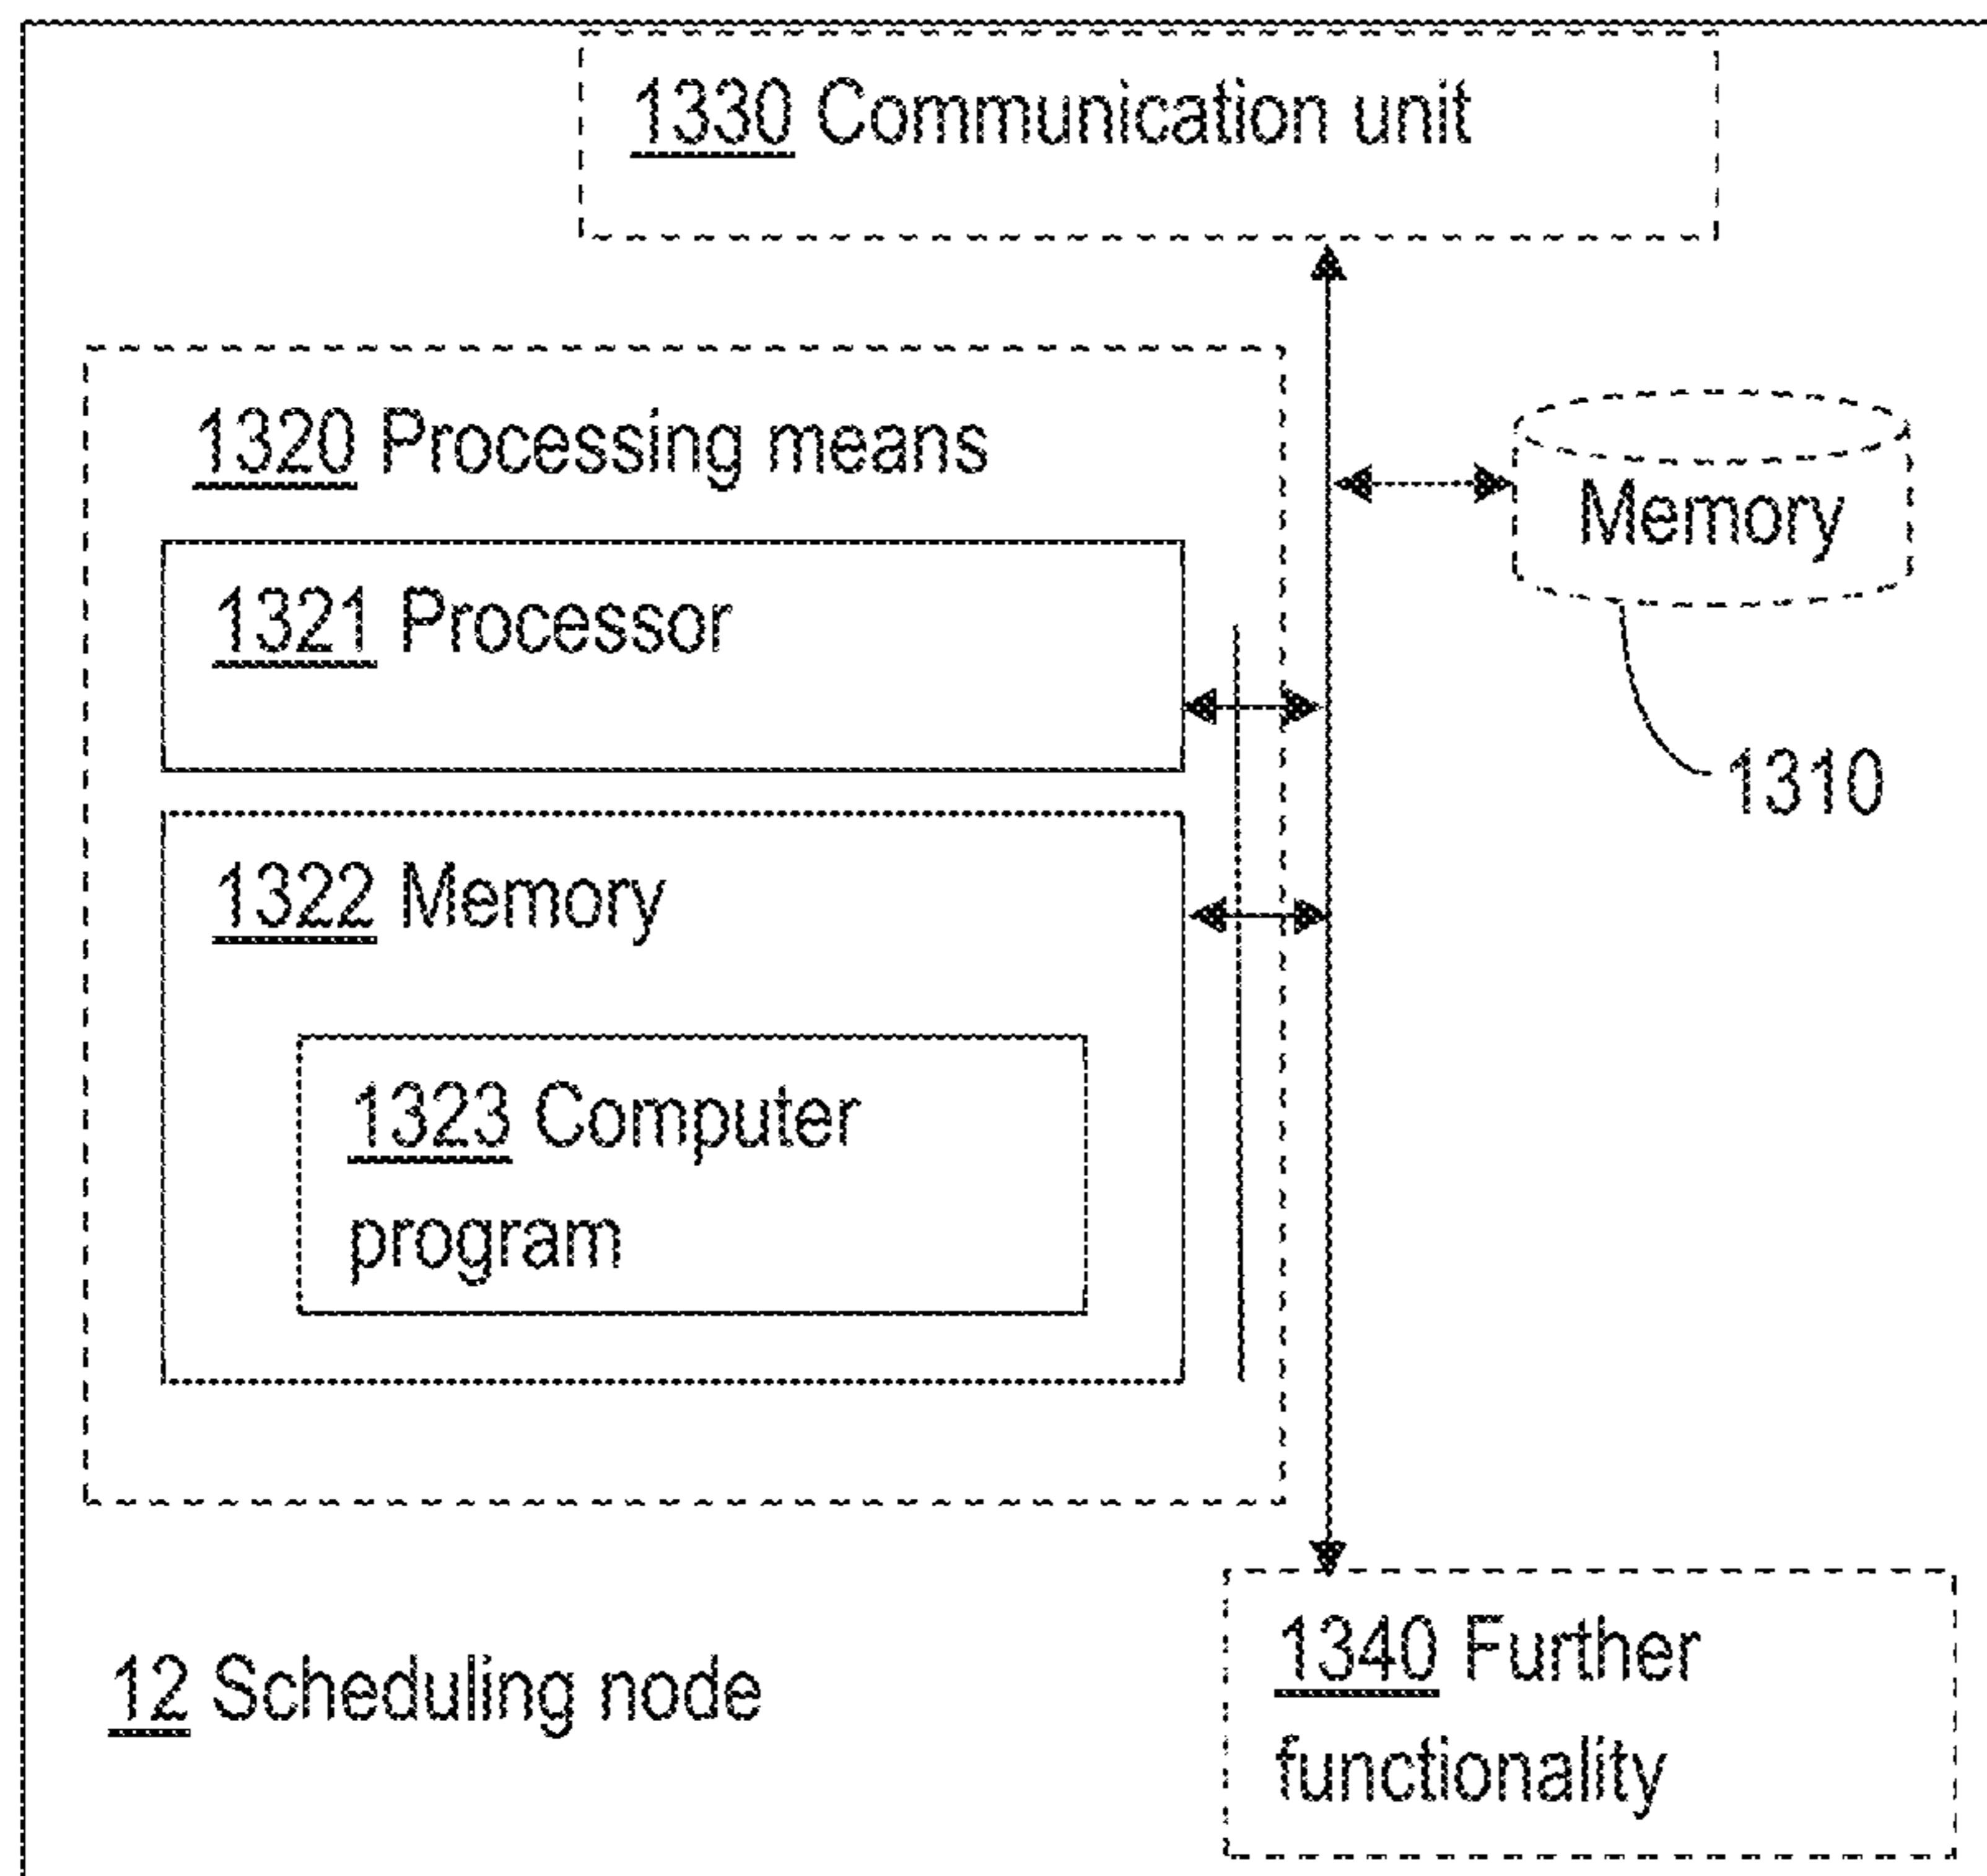 1330 Communication unit
1320 Processing means
Memory
1321 Processor
1310
1322 Memory
1323 Computer
program
12 Scheduling node
1340 Further
functionality